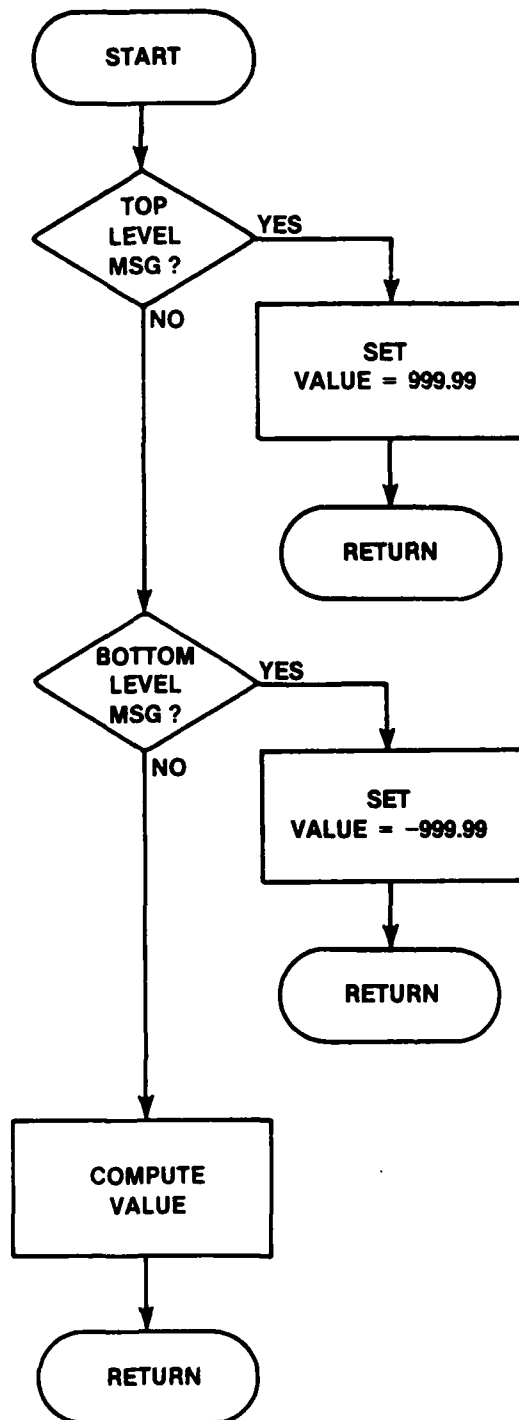 START
TOP
LEVEL
MSG ?
YES
NO
SET
VALUE = 999.99
RETURN
BOTTOM
LEVEL
MSG ?
YES
NO
SET
VALUE = -999.99
RETURN
COMPUTE
VALUE
RETURN